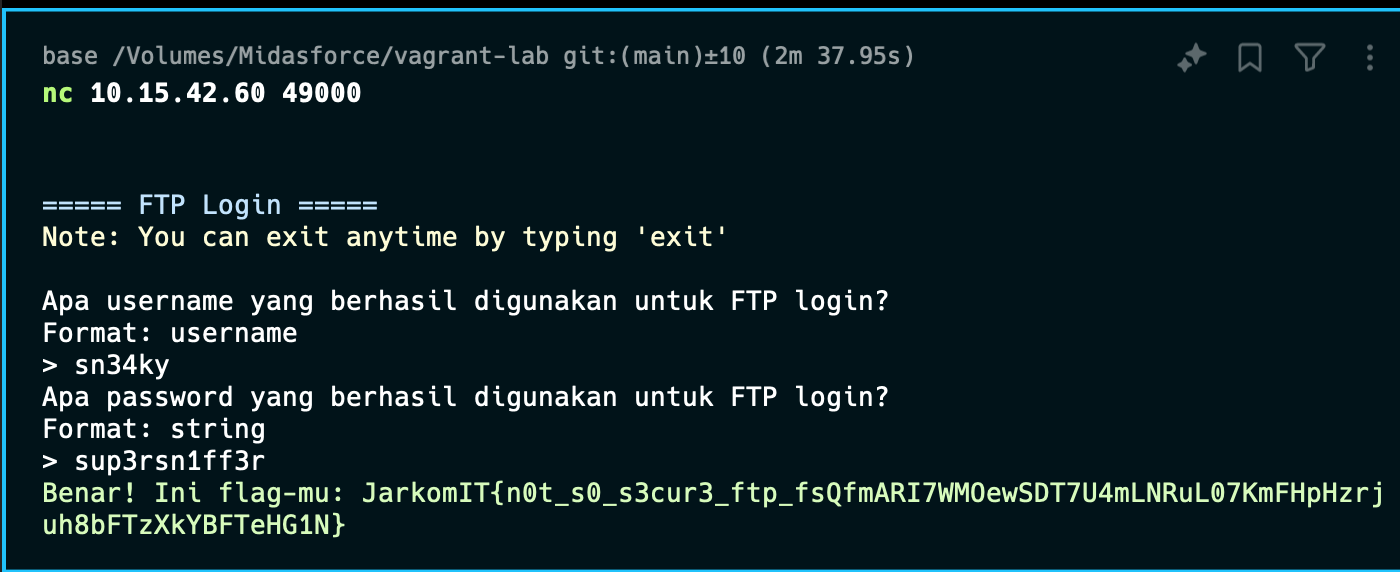 base /Volumes/Midasforce/vagrant-lab git:(main)±10 (2m 37.95s)
nc 10.15.42.60 49000
===== FTP Login =====
Note: You can exit anytime by typing 'exit'
Apa username yang berhasil digunakan untuk FTP login?
Format: username
> sn34ky
Apa password yang berhasil digunakan untuk FTP login?
Format: string
> sup3rsn1ff3r
Benar! Ini flag-mu: JarkomIT{n0t_s0_s3cur3_ftp_fsQfmARI7WMOewSDT7U4mLNRuL07KmFHpHzrj
uh8bFTzXkYBFTeHG1N}